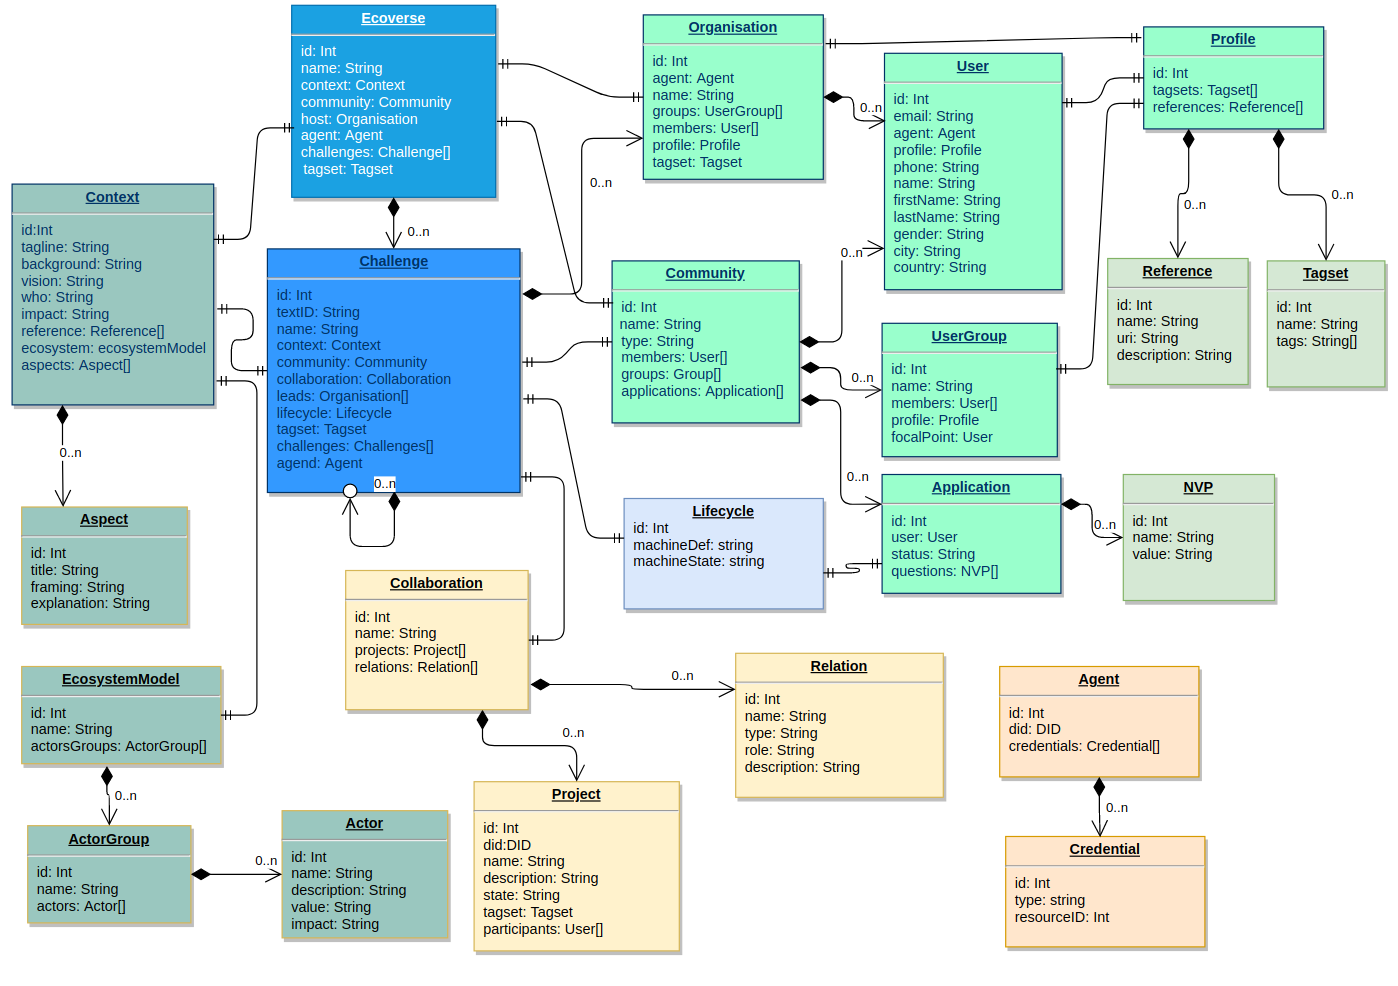 Ecoverse
id: Int
name: String
context: Context
community: Community
host: Organisation
agent: Agent
challenges: Challenge[]
tagset: Tagset
Organisation
id: Int
agent: Agent
name: String
groups: UserGroup[]
members: User[]
profile: Profile
tagset: Tagset
User
id: Int
email: String
agent: Agent
profile: Profile
phone: String
name: String
firstName: String
lastName: String
gender: String
city: String
country: String
Profile
id: Int
tagsets: Tagset[]
references: Reference[]
0..n
0..n
0..n
0..n
Context
id:Int
tagline: String
background: String
vision: String
who: String
impact: String
reference: Reference[]
ecosystem: ecosystemModel
aspects: Aspect[]
0..n
Challenge
id: Int
textID: String
name: String
context: Context
community: Community
collaboration: Collaboration
leads: Organisation[]
lifecycle: Lifecycle
tagset: Tagset
challenges: Challenges[]
agend: Agent
0..n
Community
id: Int
name: String
type: String
members: User[]
groups: Group[]
applications: Application[]
0..n
0..n
0..n
Reference
id: Int
name: String
uri: String
description: String
Tagset
id: Int
name: String
tags: String[]
UserGroup
id: Int
name: String
members: User[]
profile: Profile
focalPoint: User
0..n
Aspect
id: Int
title: String
framing: String
explanation: String
Lifecycle
id: Int
machineDef: string
machineState: string
Application
id: Int
user: User
status: String
questions: NVP[]
0..n
NVP
id: Int
name: String
value: String
Collaboration
id: Int
name: String
projects: Project[]
relations: Relation[]
0..n
0..n
Relation
id: Int
name: String
type: String
role: String
description: String
Agent
id: Int
did: DID
credentials: Credential[]
0..n
EcosystemModel
id: Int
name: String
actorsGroups: ActorGroup[]
0..n
ActorGroup
id: Int
name: String
actors: Actor[]
0..n
Actor
id: Int
name: String
description: String
value: String
impact: String
Project
id: Int
did:DID
name: String
description: String
state: String
tagset: Tagset
participants: User[]
Credential
id: Int
type: string
resourceID: Int